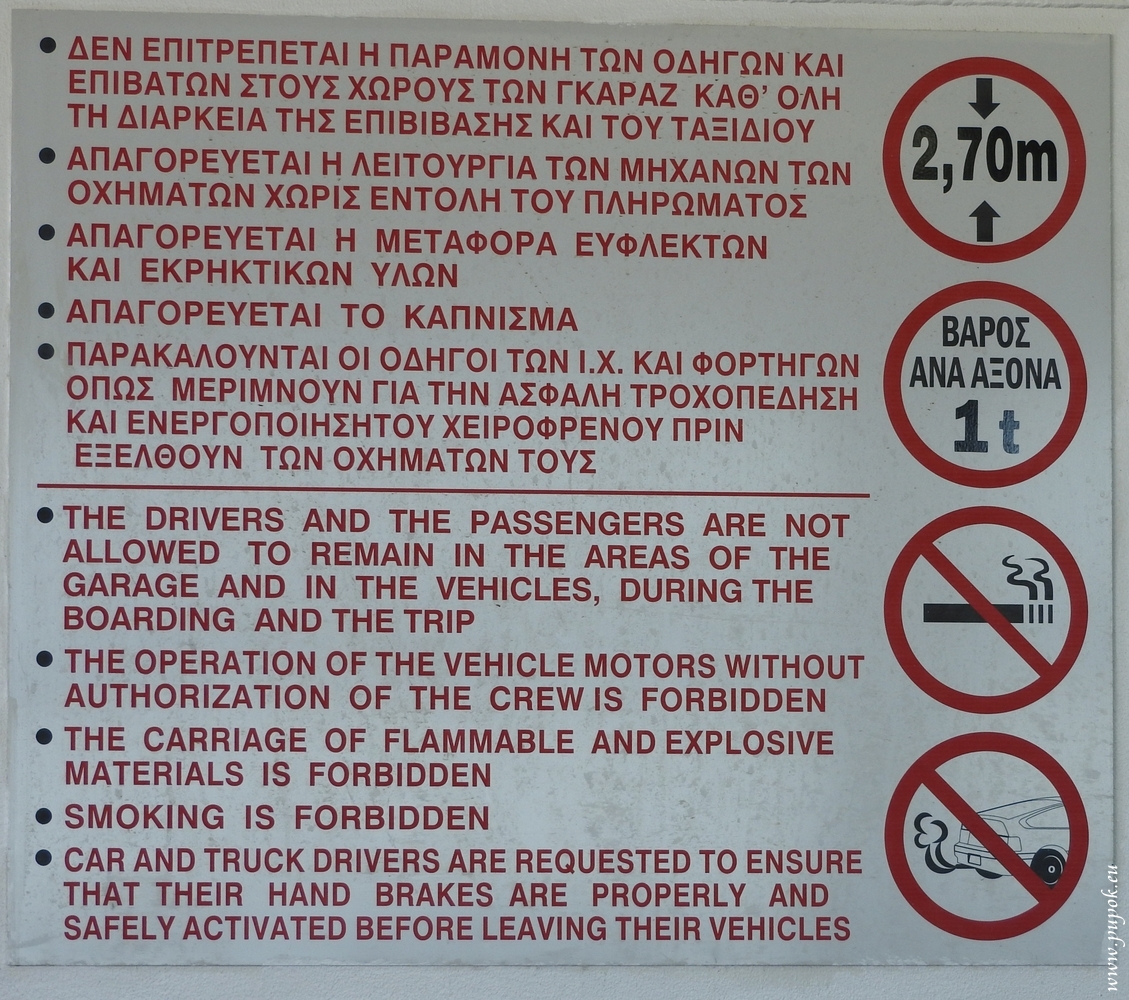 • ΔΕΝ ΕΠΙΤΡΕΠΕΤΑΙ Η ΠΑΡΑΜΟΝΗ ΤΩΝ ΟΔΗΓΩΝ ΚΑΙ
ΕΠΙΒΑΤΩΝ ΣΤΟΥΣ ΧΩΡΟΥΣ ΤΩΝ ΓΚΑΡΑΖ ΚΑΘ' ΟΛΗ
ΤΗ ΔΙΑΡΚΕΙΑ ΤΗΣ ΕΠΙΒΙΒΑΣΗΣ ΚΑΙ ΤΟΥ ΤΑΞΙΔΙΟΥ
• ΑΠΑΓΟΡΕΥΕΤΑΙ Η ΛΕΙΤΟΥΡΓΙΑ ΤΩΝ ΜΗΧΑΝΩΝ ΤΩΝ
ΟΧΗΜΑΤΩΝ ΧΩΡΙΣ ΕΝΤΟΛΗ ΤΟΥ ΠΛΗΡΩΜΑΤΟΣ
• ΑΠΑΓΟΡΕΥΕΤΑΙ Η ΜΕΤΑΦΟΡΑ ΕΥΦΛΕΚΤΩΝ
ΚΑΙ ΕΚΡΗΚΤΙΚΩΝ ΥΛΩΝ
• ΑΠΑΓΟΡΕΥΕΤΑΙ ΤΟ ΚΑΠΝΙΣΜΑ
• ΠΑΡΑΚΑΛΟΥΝΤΑΙ ΟΙ ΟΔΗΓΟΙ ΤΩΝ Ι.Χ. ΚΑΙ ΦΟΡΤΗΓΩΝ
ΟΠΩΣ ΜΕΡΙΜΝΟΥΝ ΓΙΑ ΤΗΝ ΑΣΦΑΛΗ ΤΡΟΧΟΠΕΔΗΣΗ
ΚΑΙ ΕΝΕΡΓΟΠΟΙΗΣΗΤΟΥ ΧΕΙΡΟΦΡΕΝΟΥ ΠΡΙΝ
ΕΞΕΛΘΟΥΝ ΤΩΝ ΟΧΗΜΑΤΩΝ ΤΟΥΣ
• THE DRIVERS AND THE PASSENGERS ARE NOT
ALLOWED TO REMAIN IN THE AREAS OF THE
GARAGE AND IN THE VEHICLES, DURING THE
BOARDING AND THE TRIP
• THE OPERATION OF THE VEHICLE MOTORS WITHOUT
AUTHORIZATION OF THE CREW IS FORBIDDEN
• THE CARRIAGE OF FLAMMABLE AND EXPLOSIVE
MATERIALS IS FORBIDDEN
• SMOKING IS FORBIDDEN
• CAR AND TRUCK DRIVERS ARE REQUESTED TO ENSURE
THAT THEIR HAND BRAKES ARE PROPERLY AND
SAFELY ACTIVATED BEFORE LEAVING THEIR VEHICLES
2,70m
ΒΑΡΟΣ
ΑΝΑ ΑΞΟΝΑ
1 t
www.pufpok.eu